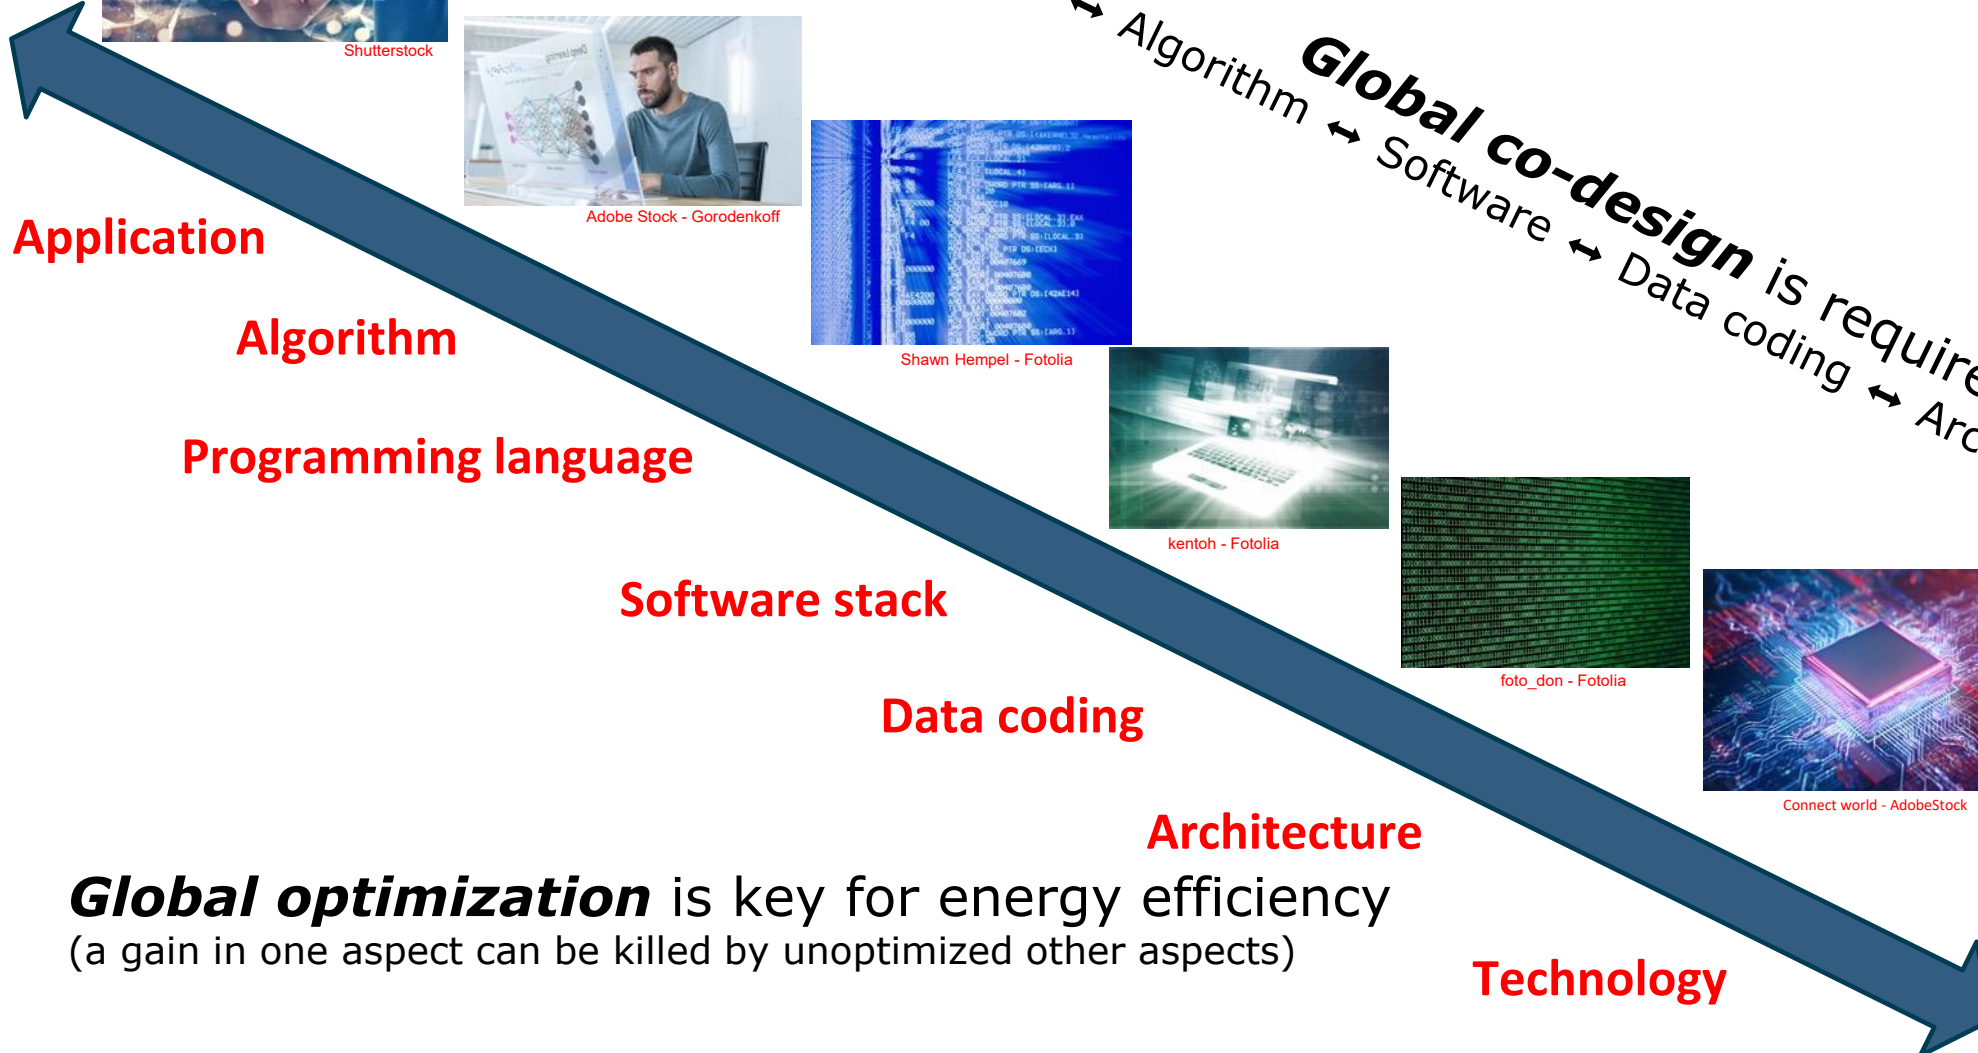 Shutterstock
Adobe Stock - Gorodenkoff
Shawn Hempel - Fotolia
kentoh - Fotolia
foto_don - Fotolia
Connect world - AdobeStock
Global co-design is require
↔ Algorithm ↔ Software ↔ Data coding ↔ Arc
Application
Algorithm
Programming language
Software stack
Data coding
Architecture
Technology
Global optimization is key for energy efficiency
(a gain in one aspect can be killed by unoptimized other aspects)
Deep Learning